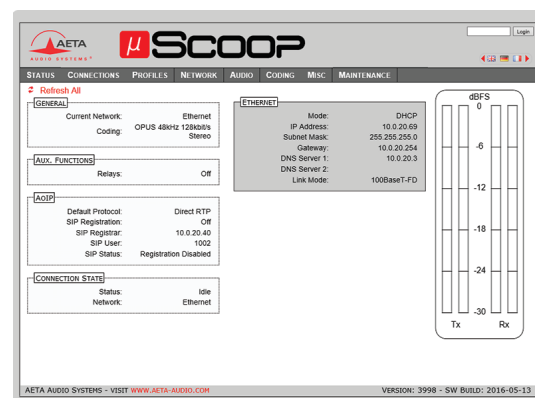 AETA
AUDIO SYSTEMS
µScoop
Login
STATUS CONNECTIONS PROFILES NETWORK AUDIO CODING MISC MAINTENANCE
Refresh All
GENERAL
Current Network: Ethernet
Coding: OPUS 48kHz 128kbit/s
Stereo
AUX. FUNCTIONS
Relays: Off
AOIP
Default Protocol: Direct RTP
SIP Registration: Off
SIP Registrar: 10.0.20.40
SIP User: 1002
SIP Status: Registration Disabled
CONNECTION STATE
Status: Idle
Network: Ethernet
ETHERNET
Mode: DHCP
IP Address: 10.0.20.69
Subnet Mask: 255.255.255.0
Gateway: 10.0.20.254
DNS Server 1: 10.0.20.3
DNS Server 2:
Link Mode: 100BaseT-FD
dBFS
0
-6
-12
-18
-24
-30
Tx Rx
AETA AUDIO SYSTEMS - VISIT WWW.AETA-AUDIO.COM
VERSION: 3998 - SW BUILD: 2016-05-13